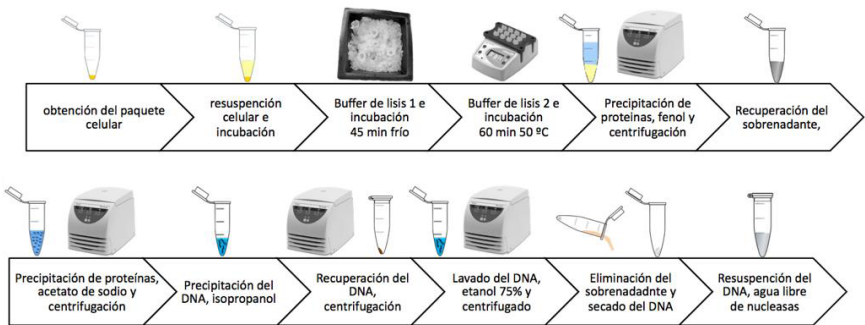 obtención del paquete
celular
resuspención
celular e
incubación
Buffer de lisis 1 e
incubación
45 min frío
Buffer de lisis 2 e
incubación
60 min 50 ºC
Precipitación de
proteinas, fenol y
centrifugación
Recuperación del
sobrenadante,
Precipitación de proteínas,
acetato de sodio y
centrifugación
Precipitación del
DNA, isopropanol
Recuperación del
DNA,
centrifugación
Lavado del DNA,
etanol 75% y
centrifugado
Eliminación del
sobrenadadnte y
secado del DNA
Resuspención del
DNA, agua libre
de nucleasas